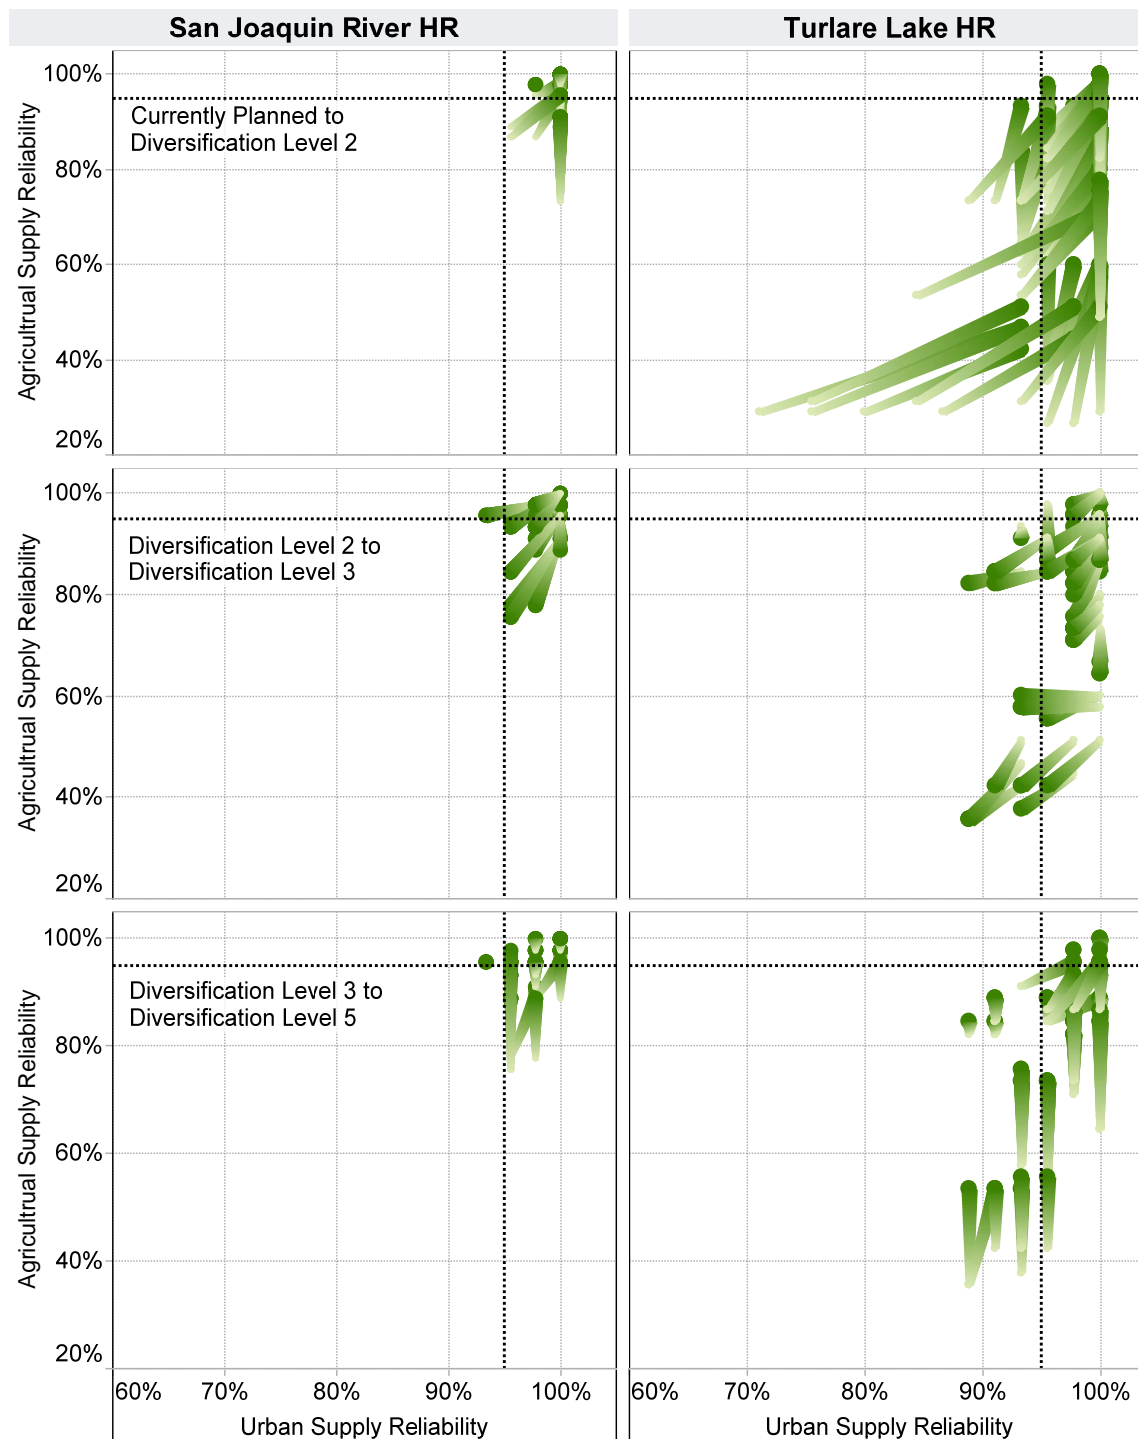 San Joaquin River HR
Turlare Lake HR
Agricultrual Supply Reliability
100%
80%
60%
40%
20%
Currently Planned to
Diversification Level 2
Agricultrual Supply Reliability
100%
80%
60%
40%
20%
Diversification Level 2 to
Diversification Level 3
Agricultrual Supply Reliability
100%
80%
60%
40%
20%
Diversification Level 3 to
Diversification Level 5
60% 70% 80% 90% 100%
60% 70% 80% 90% 100%
Urban Supply Reliability
Urban Supply Reliability